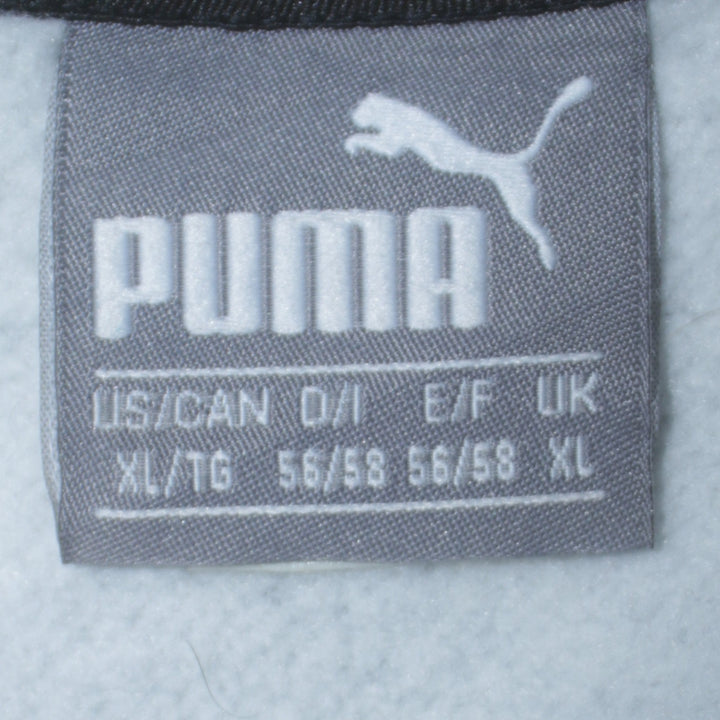 PUMA
US/CAN D/I E/F UK
XL/TG 56/58 56/58 XL